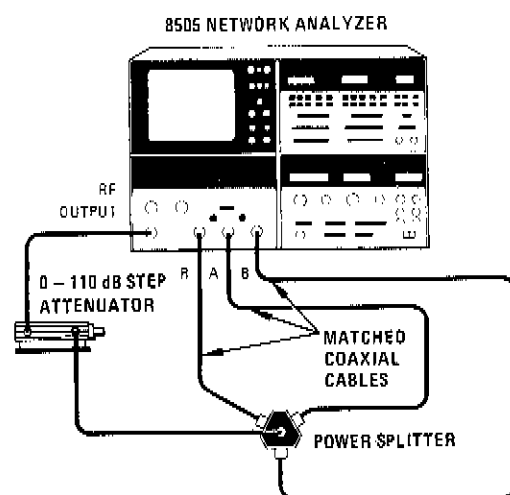 8505 NETWORK ANALYZER
RF
OUTPUT
R A B
0 – 110 dB STEP
ATTENUATOR
MATCHED
COAXIAL
CABLES
POWER SPLITTER